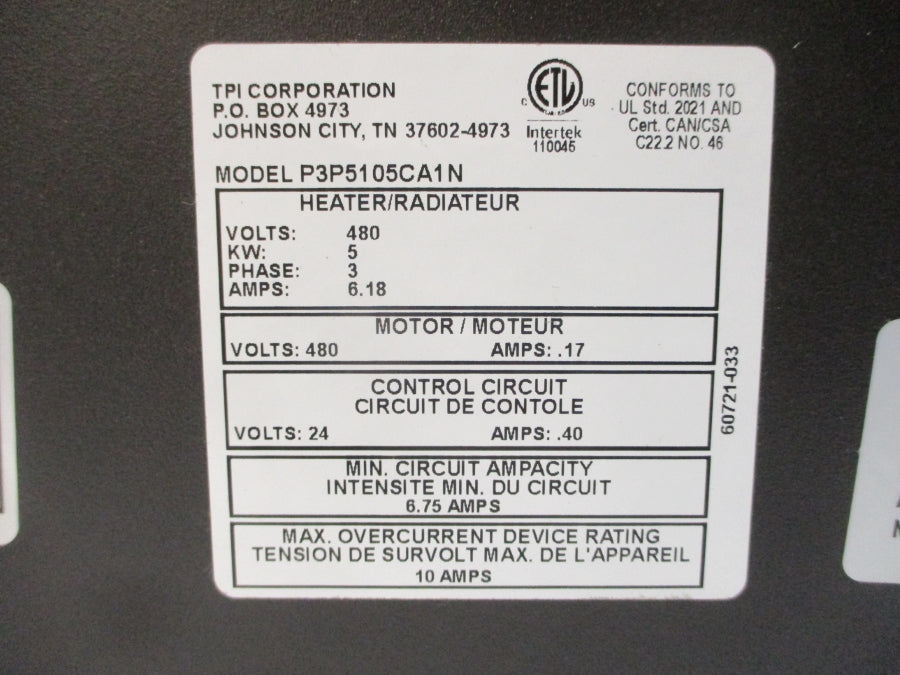 TPI CORPORATION
P.O. BOX 4973
JOHNSON CITY, TN 37602-4973
C ETL US
Intertek
110045
CONFORMS TO
UL Std. 2021 AND
Cert. CAN/CSA
C22.2 NO. 46
MODEL P3P5105CA1N
HEATER/RADIATEUR
VOLTS: 480
KW: 5
PHASE: 3
AMPS: 6.18
MOTOR / MOTEUR
VOLTS: 480 AMPS: .17
CONTROL CIRCUIT
CIRCUIT DE CONTOLE
VOLTS: 24 AMPS: .40
MIN. CIRCUIT AMPACITY
INTENSITE MIN. DU CIRCUIT
6.75 AMPS
MAX. OVERCURRENT DEVICE RATING
TENSION DE SURVOLT MAX. DE L'APPAREIL
10 AMPS
60721-033